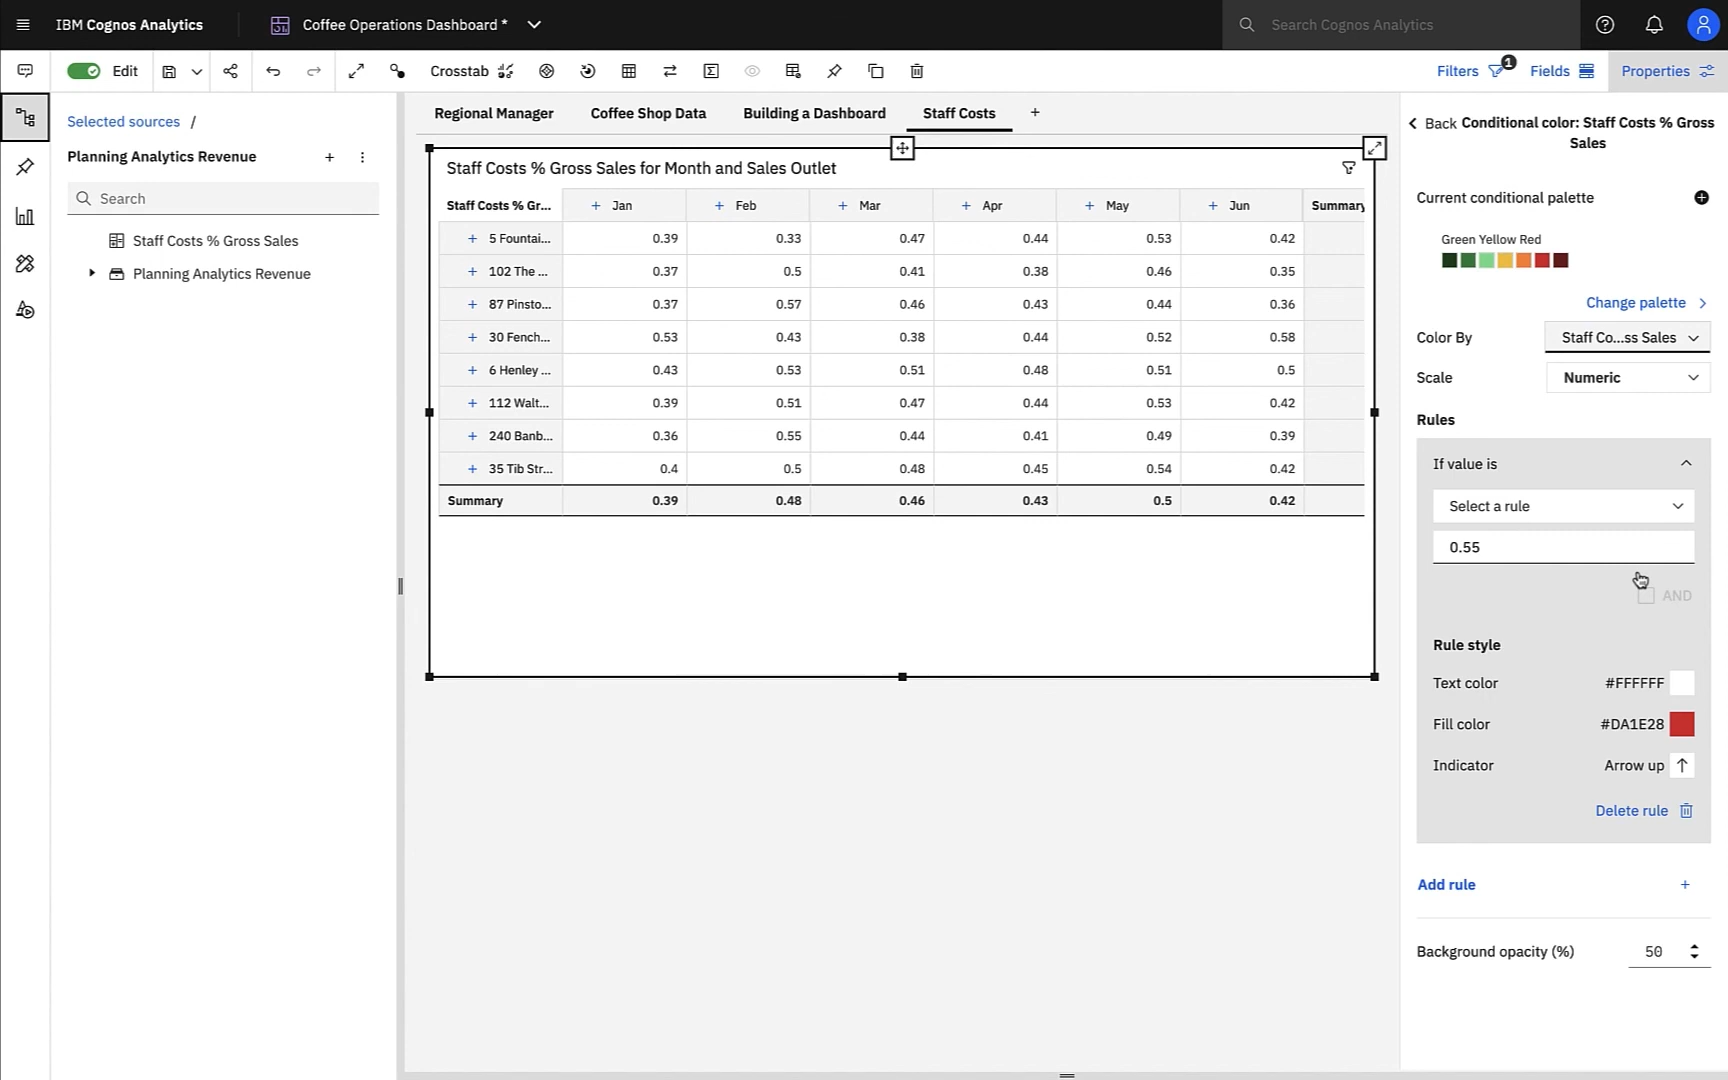 IBM Cognos Analytics
Coffee Operations Dashboard *
Search Cognos Analytics
Edit
Crosstab
Filters 1
Fields
Properties
Selected sources /
Planning Analytics Revenue
Search
Staff Costs % Gross Sales
Planning Analytics Revenue
Regional Manager Coffee Shop Data Building a Dashboard Staff Costs +
Staff Costs % Gross Sales for Month and Sales Outlet
Staff Costs % Gr... + Jan + Feb + Mar + Apr + May + Jun Summary
+ 5 Fountai... 0.39 0.33 0.47 0.44 0.53 0.42
+ 102 The ... 0.37 0.5 0.41 0.38 0.46 0.35
+ 87 Pinsto... 0.37 0.57 0.46 0.43 0.44 0.36
+ 30 Fench... 0.53 0.43 0.38 0.44 0.52 0.58
+ 6 Henley ... 0.43 0.53 0.51 0.48 0.51 0.5
+ 112 Walt... 0.39 0.51 0.47 0.44 0.53 0.42
+ 240 Banb... 0.36 0.55 0.44 0.41 0.49 0.39
+ 35 Tib Str... 0.4 0.5 0.48 0.45 0.54 0.42
Summary 0.39 0.48 0.46 0.43 0.5 0.42
Back Conditional color: Staff Costs % Gross
Sales
Current conditional palette
Green Yellow Red
Change palette
Color By Staff Co...ss Sales
Scale Numeric
Rules
If value is
Select a rule
0.55
AND
Rule style
Text color #FFFFFF
Fill color #DA1E28
Indicator Arrow up
Delete rule
Add rule +
Background opacity (%) 50